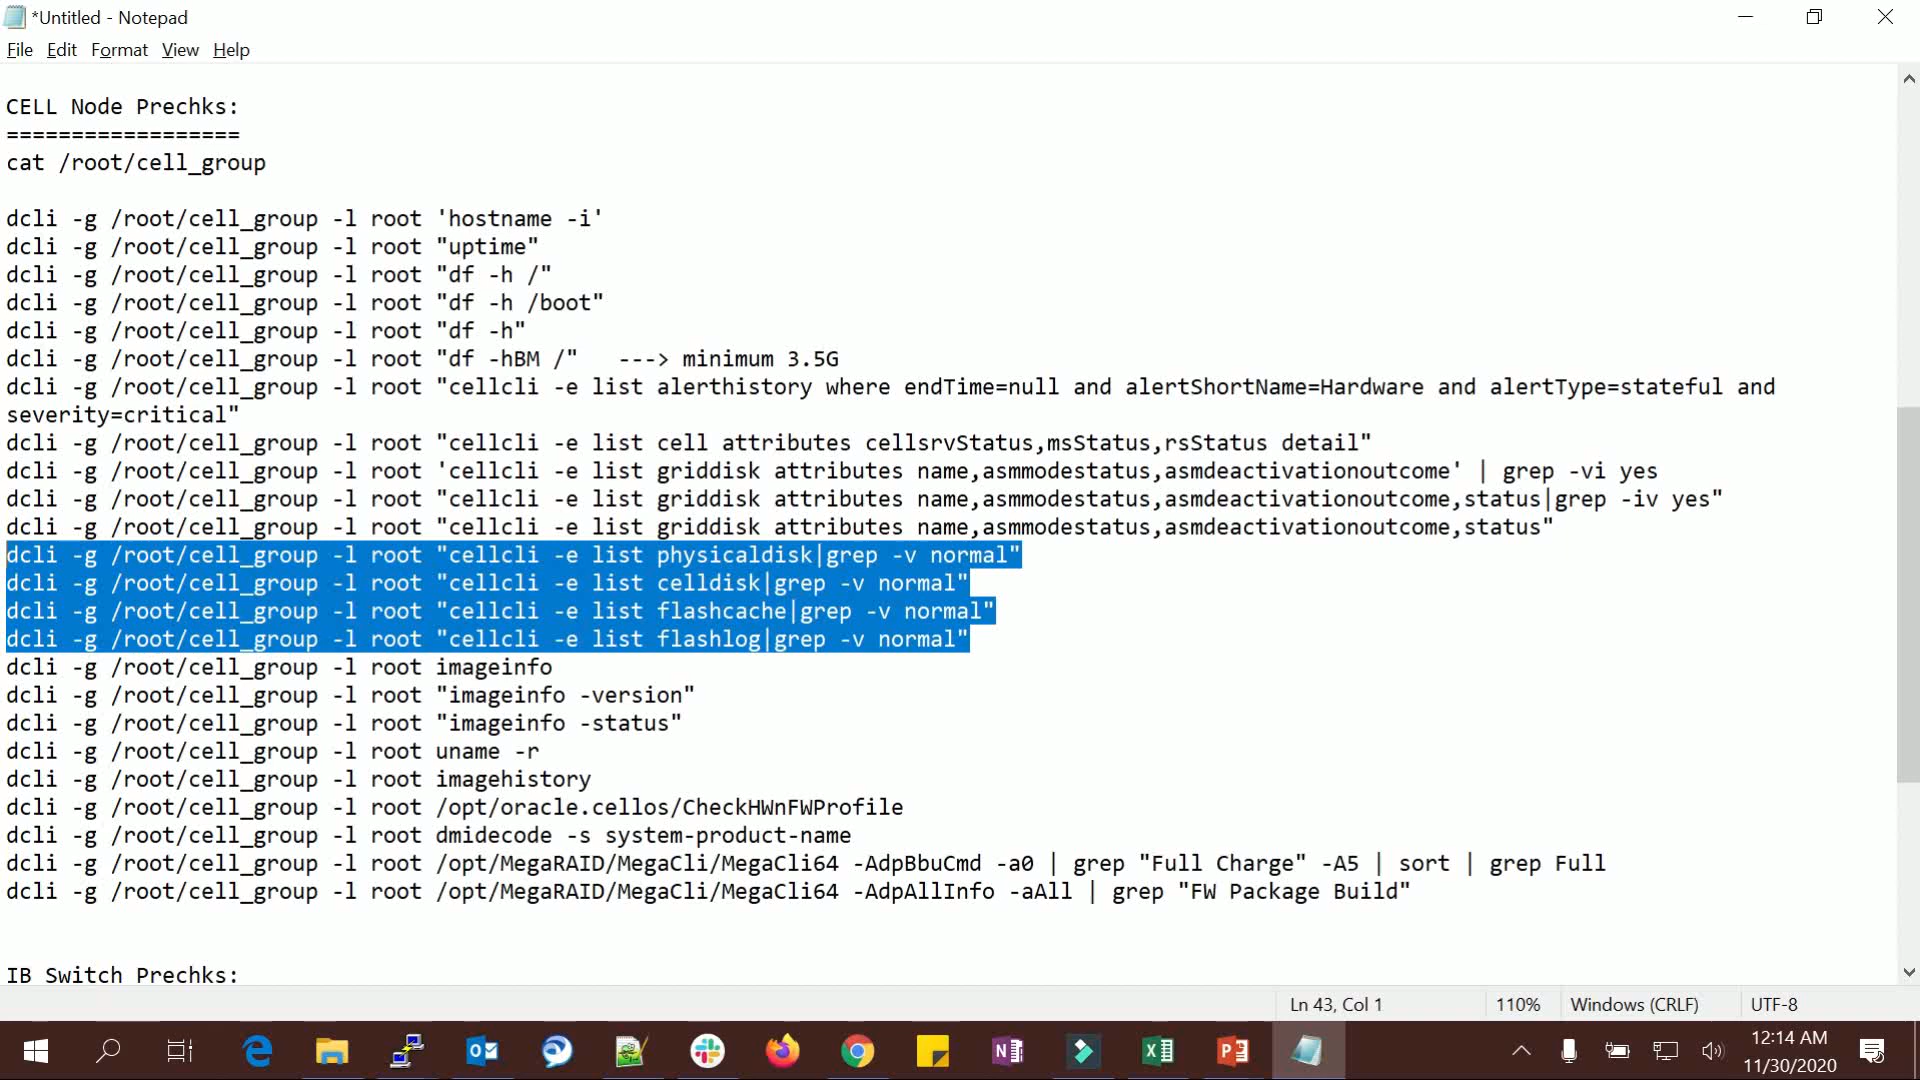 *Untitled - Notepad
File Edit Format View Help
CELL Node Prechks:
==================
cat /root/cell_group
dcli -g /root/cell_group -l root 'hostname -i'
dcli -g /root/cell_group -l root "uptime"
dcli -g /root/cell_group -l root "df -h /"
dcli -g /root/cell_group -l root "df -h /boot"
dcli -g /root/cell_group -l root "df -h"
dcli -g /root/cell_group -l root "df -hBM /"   ---> minimum 3.5G
dcli -g /root/cell_group -l root "cellcli -e list alerthistory where endTime=null and alertShortName=Hardware and alertType=stateful and
severity=critical"
dcli -g /root/cell_group -l root "cellcli -e list cell attributes cellsrvStatus,msStatus,rsStatus detail"
dcli -g /root/cell_group -l root 'cellcli -e list griddisk attributes name,asmmodestatus,asmdeactivationoutcome' | grep -vi yes
dcli -g /root/cell_group -l root "cellcli -e list griddisk attributes name,asmmodestatus,asmdeactivationoutcome,status|grep -iv yes"
dcli -g /root/cell_group -l root "cellcli -e list griddisk attributes name,asmmodestatus,asmdeactivationoutcome,status"
dcli -g /root/cell_group -l root "cellcli -e list physicaldisk|grep -v normal"
dcli -g /root/cell_group -l root "cellcli -e list celldisk|grep -v normal"
dcli -g /root/cell_group -l root "cellcli -e list flashcache|grep -v normal"
dcli -g /root/cell_group -l root "cellcli -e list flashlog|grep -v normal"
dcli -g /root/cell_group -l root imageinfo
dcli -g /root/cell_group -l root "imageinfo -version"
dcli -g /root/cell_group -l root "imageinfo -status"
dcli -g /root/cell_group -l root uname -r
dcli -g /root/cell_group -l root imagehistory
dcli -g /root/cell_group -l root /opt/oracle.cellos/CheckHWnFWProfile
dcli -g /root/cell_group -l root dmidecode -s system-product-name
dcli -g /root/cell_group -l root /opt/MegaRAID/MegaCli/MegaCli64 -AdpBbuCmd -a0 | grep "Full Charge" -A5 | sort | grep Full
dcli -g /root/cell_group -l root /opt/MegaRAID/MegaCli/MegaCli64 -AdpAllInfo -aAll | grep "FW Package Build"
IB Switch Prechks:
Ln 43, Col 1 110% Windows (CRLF) UTF-8
12:14 AM
11/30/2020